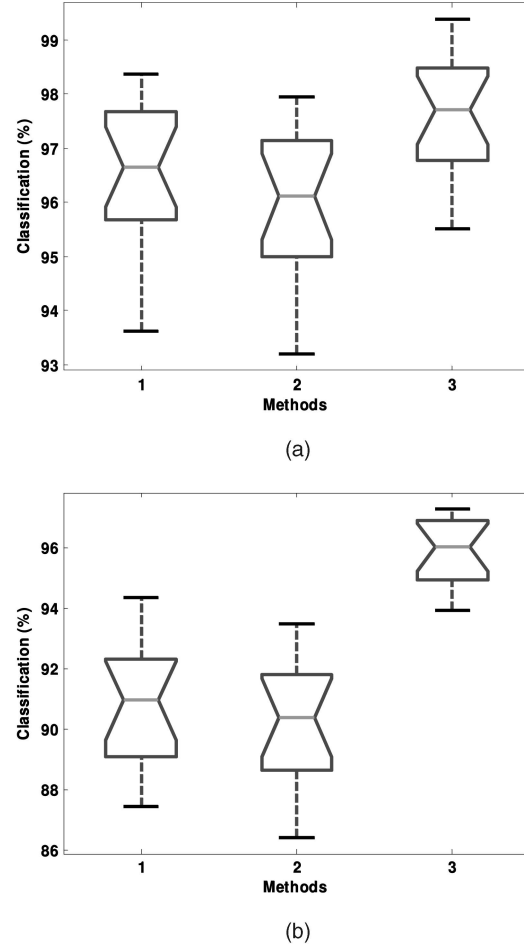 99
98
97
96
95
94
93
Classification (%)
1 2 3
Methods
(a)
96
94
92
90
88
86
Classification (%)
1 2 3
Methods
(b)